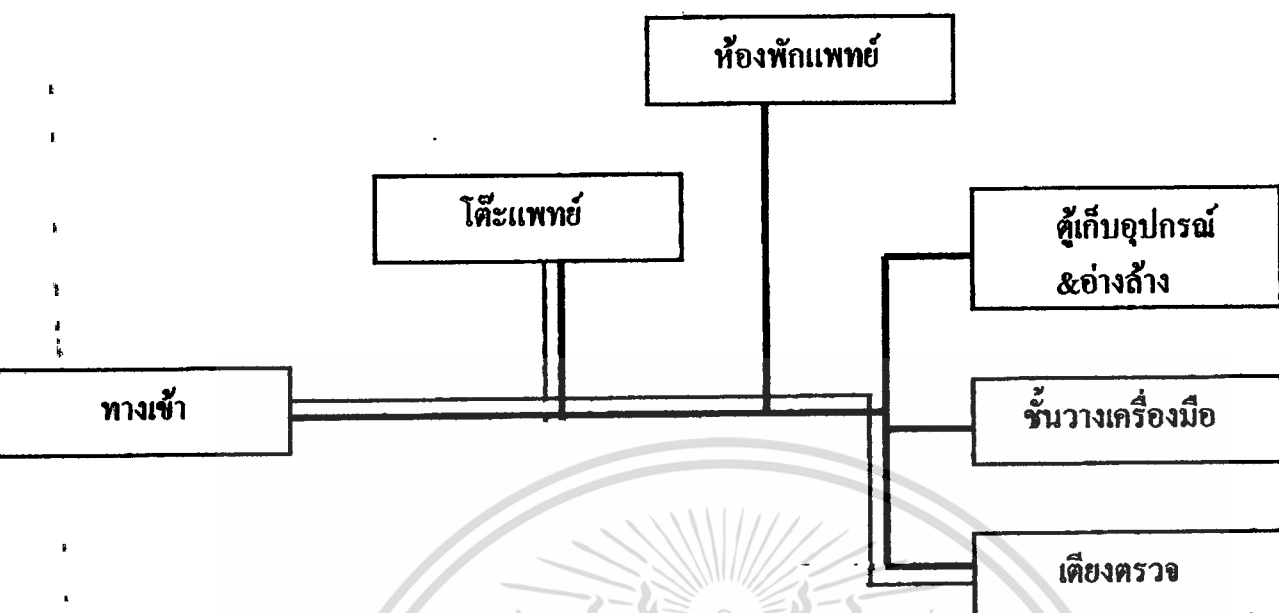 ห้องพักแพทย์
โต๊ะแพทย์
ตู้เก็บอุปกรณ์
&อ่างล้าง
ทางเข้า
ชั้นวางเครื่องมือ
เตียงตรวจ